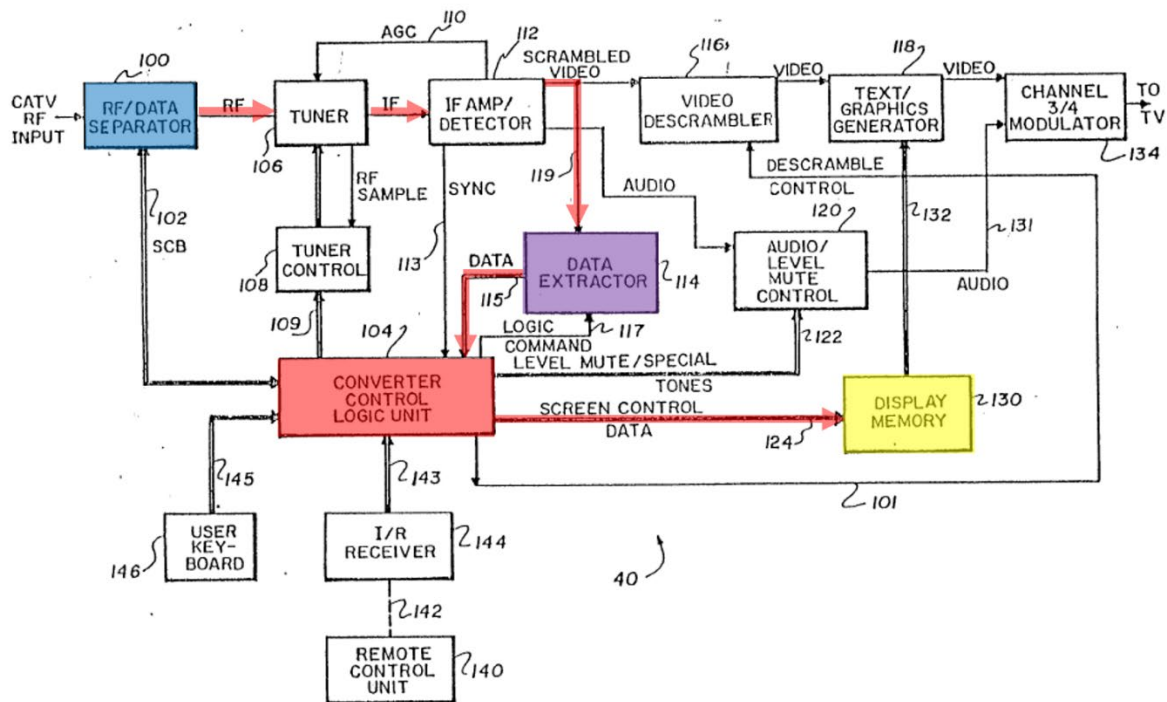 110
AGC
112
SCRAMBLED
VIDEO
116
118
100
CATV
RF
INPUT
RF/DATA
SEPARATOR
RF
TUNER
IF
IF AMP/
DETECTOR
VIDEO
DESCRAMBLER
VIDEO
TEXT/
GRAPHICS
GENERATOR
VIDEO
CHANNEL
3/4
MODULATOR
TO
TV
134
106
RF
SAMPLE
SYNC
119
AUDIO
DESCRAMBLE
CONTROL
102
SCB
TUNER
CONTROL
108
113
DATA
115
DATA
EXTRACTOR
114
120
AUDIO/
LEVEL
MUTE
CONTROL
132
131
AUDIO
109
104
LOGIC
COMMAND
117
122
LEVEL MUTE/SPECIAL
TONES
CONVERTER
CONTROL
LOGIC UNIT
SCREEN CONTROL
DATA
124
DISPLAY
MEMORY
130
145
143
101
USER
KEY-
BOARD
146
I/R
RECEIVER
144
40
142
REMOTE
CONTROL
UNIT
140